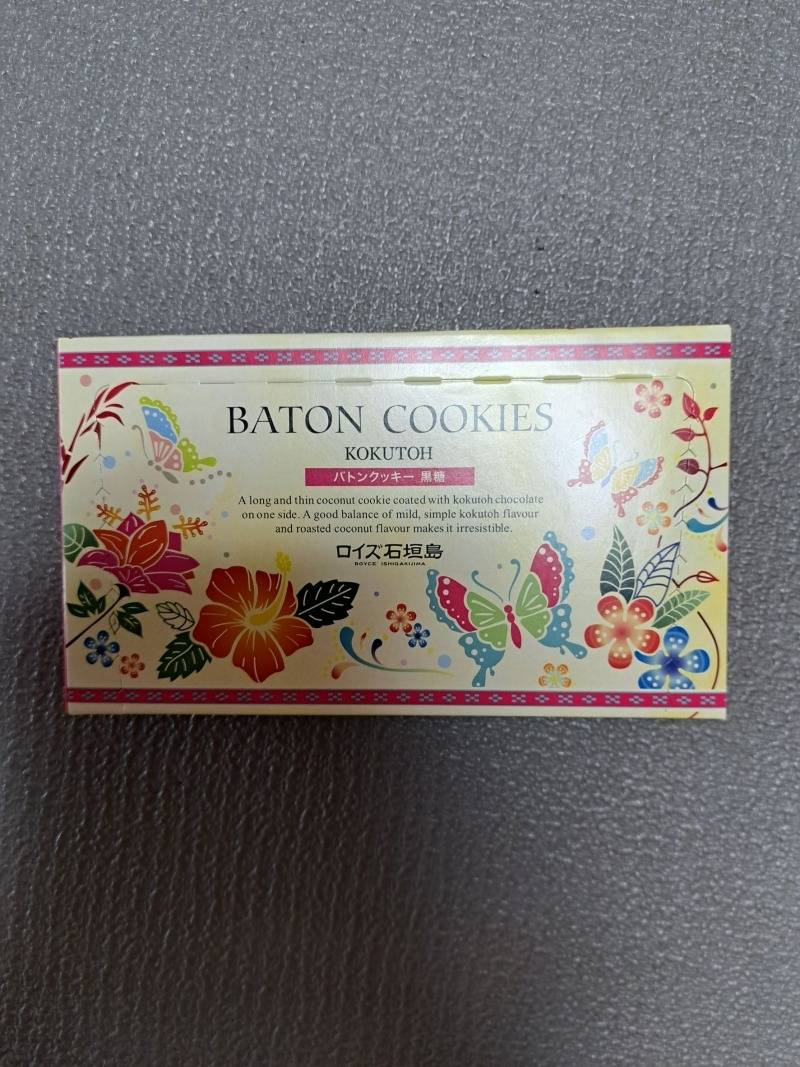 BATON COOKIES
KOKUTOH
バトンクッキー 黒糖
A long and thin coconut cookie coated with kokutoh chocolate
on one side. A good balance of mild, simple kokutoh flavour
and roasted coconut flavour makes it irresistible.
ロイズ石垣島
ROYCE' ISHIGAKIJIMA